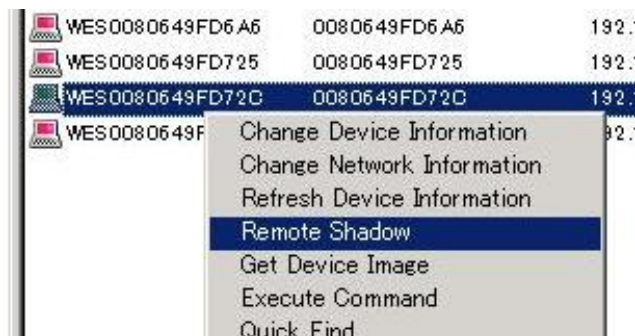 WES0080649FD6A6 0080649FD6A6 192.
WES0080649FD725 0080649FD725 192.
WES0080649FD72C 0080649FD72C 192.
WES0080649F 92.
Change Device Information
Change Network Information
Refresh Device Information
Remote Shadow
Get Device Image
Execute Command
Quick Find